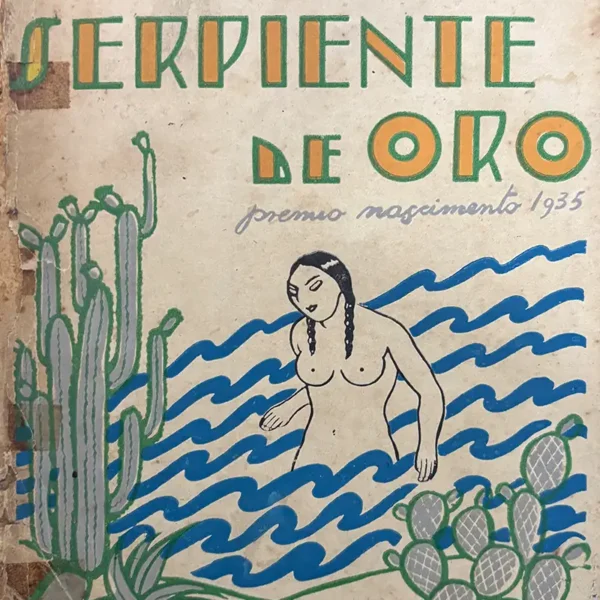 SERPIENTE
DE ORO
premio nascimento 1935